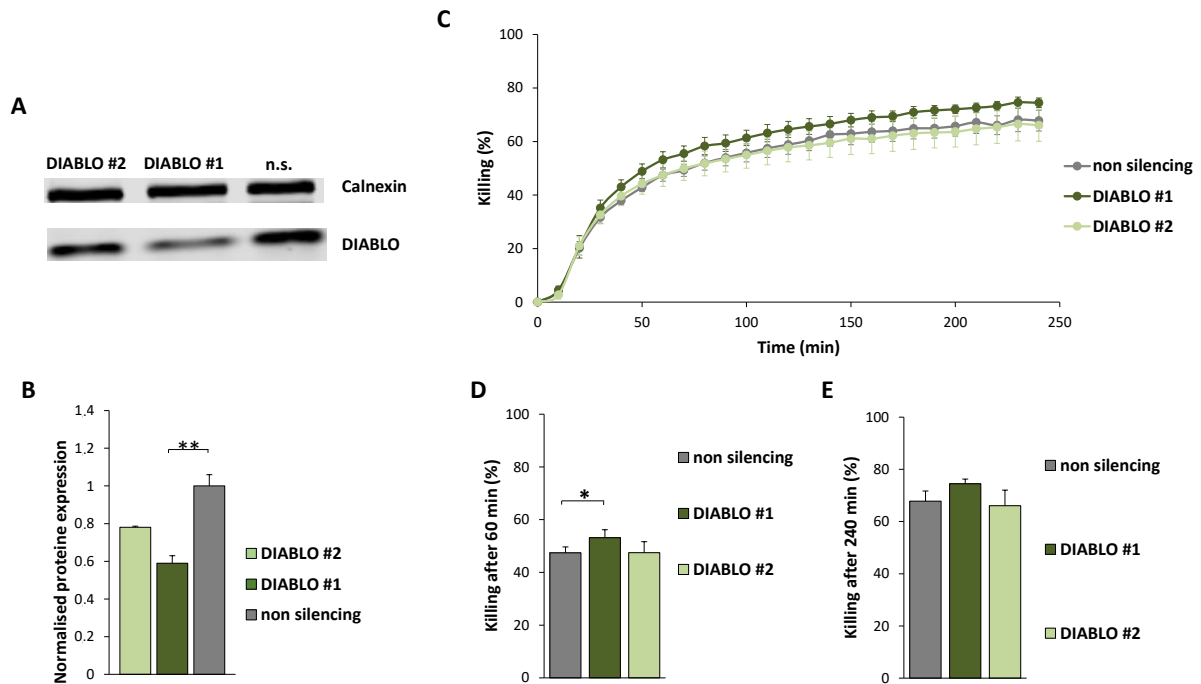 A
DIABLO #2 DIABLO #1 n.s.
Calnexin
DIABLO
B
Normalised proteine expression
1.4
1.2
1
0.8
0.6
0.4
0.2
0
**
DIABLO #2
DIABLO #1
non silencing
C
Killing (%)
100
80
60
40
20
0
0 50 100 150 200 250
Time (min)
non silencing
DIABLO #1
DIABLO #2
D
Killing after 60 min (%)
100
80
60
40
20
0
*
non silencing
DIABLO #1
DIABLO #2
E
Killing after 240 min (%)
100
80
60
40
20
0
non silencing
DIABLO #1
DIABLO #2